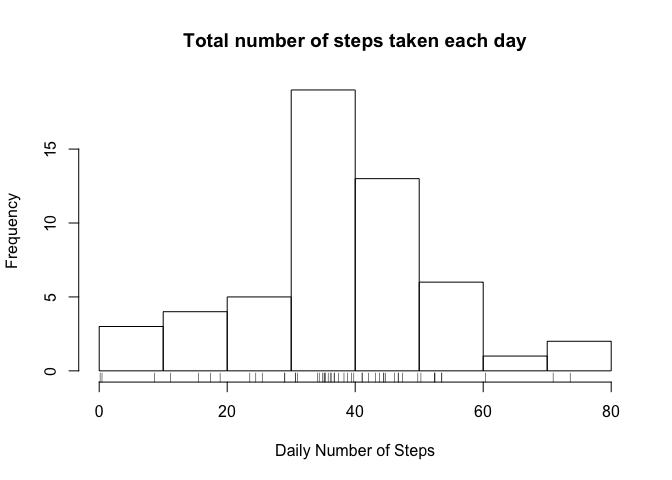 Total number of steps taken each day
Frequency
15
10
5
0
0 20 40 60 80
Daily Number of Steps